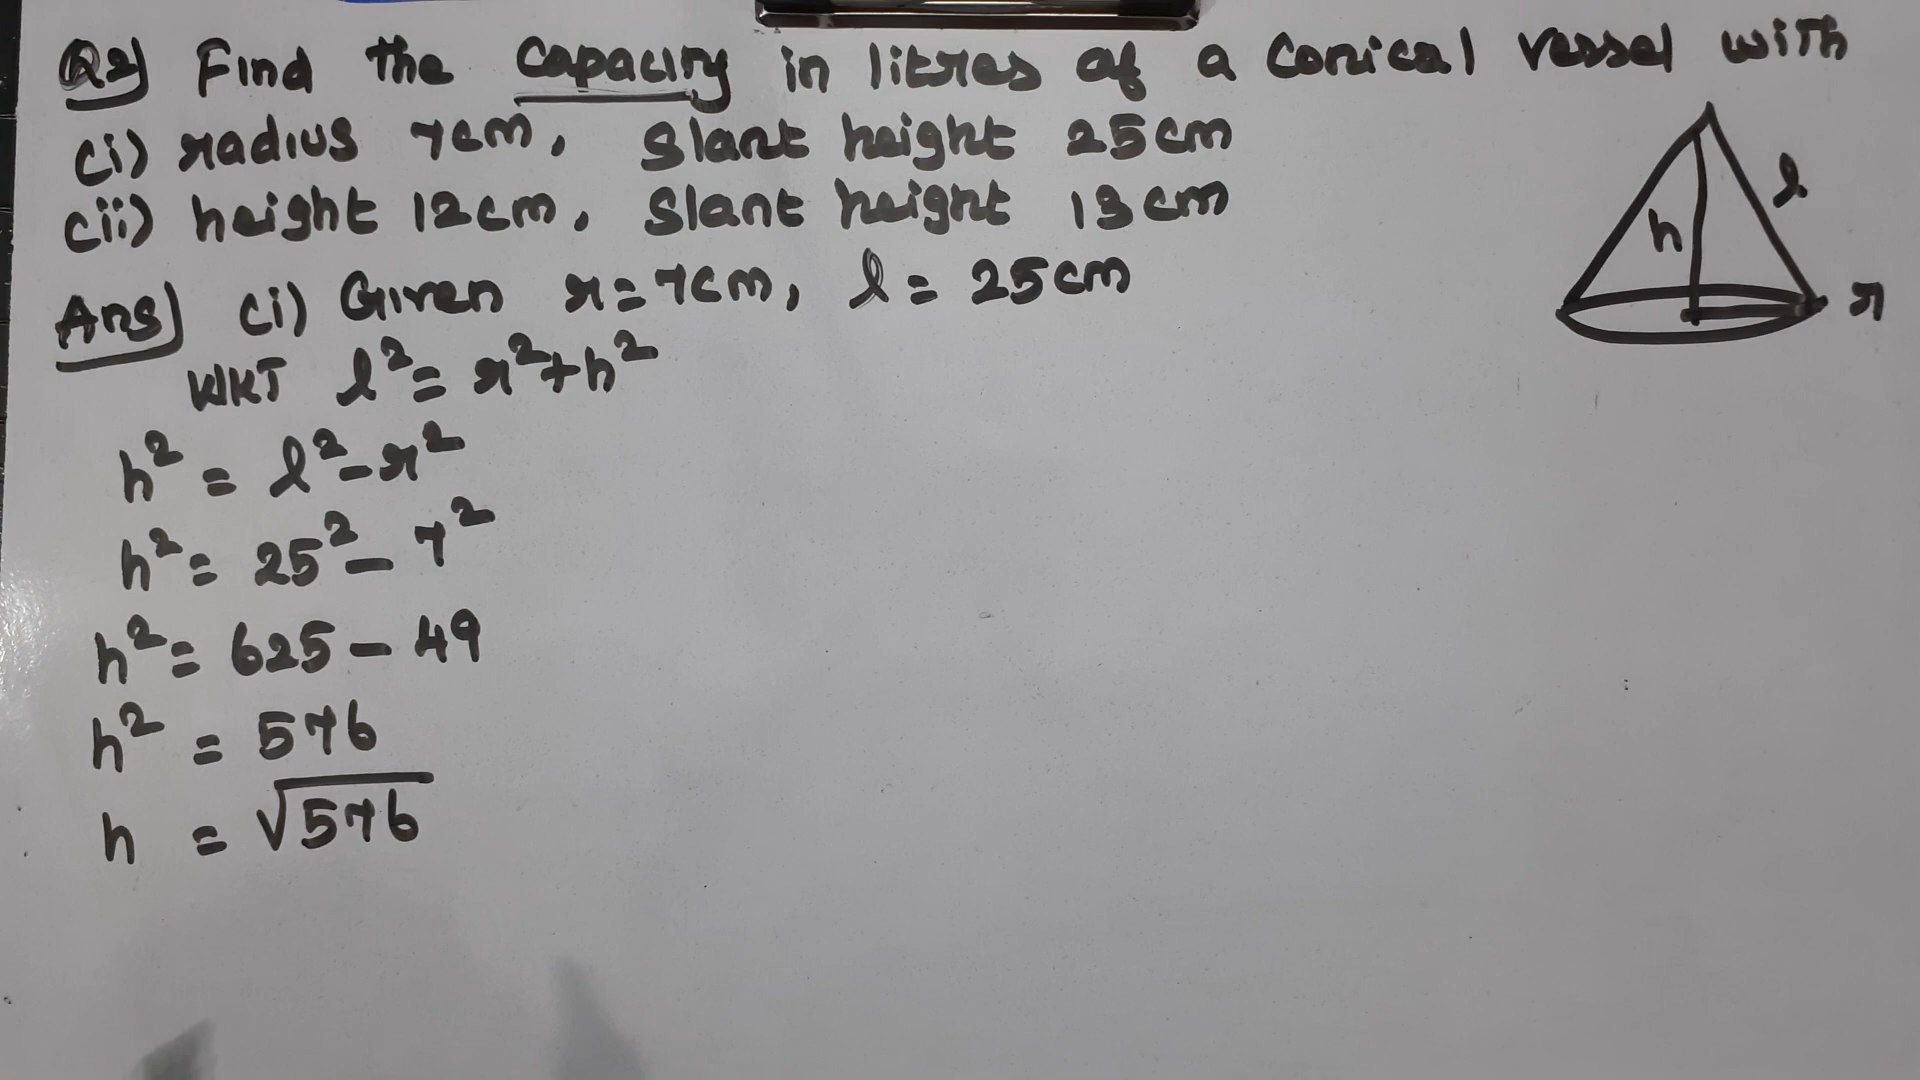 Q2) Find the capacity in litres of a conical vessel with
(i) radius 7cm, Slant height 25cm
(ii) height 12cm, Slant height 13cm
Ans) (i) Given r=7cm, l= 25cm
WKT l²= r²+h²
h² = l²-r²
h²= 25²-7²
h²= 625-49
h² = 576
h = √576
h
l
r